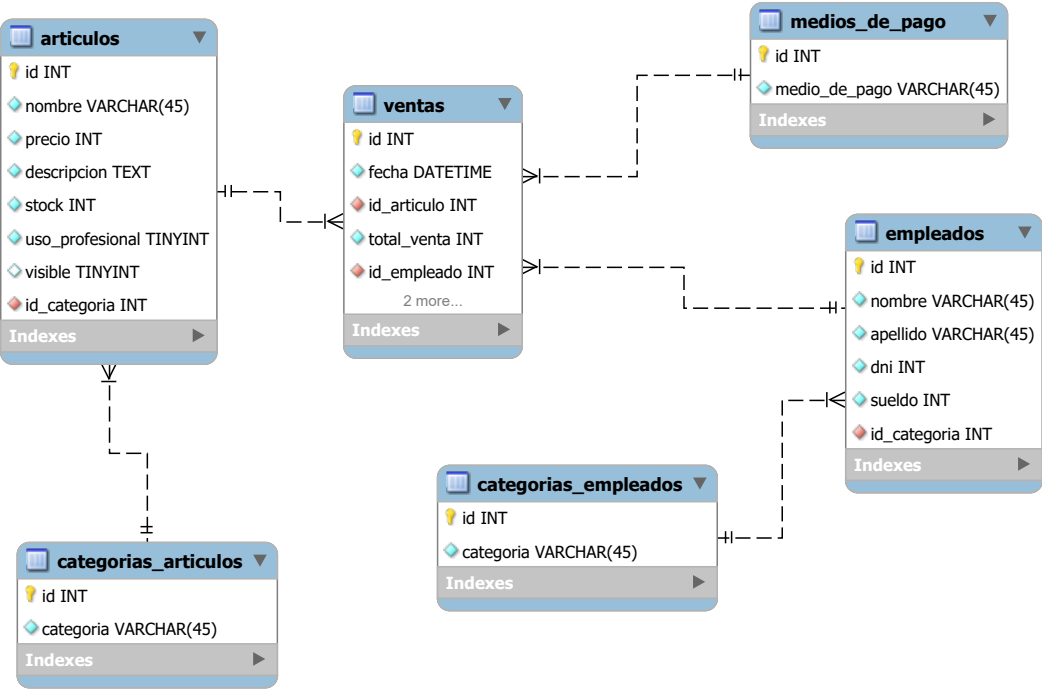 articulos
id INT
nombre VARCHAR(45)
precio INT
descripcion TEXT
stock INT
uso_profesional TINYINT
visible TINYINT
id_categoria INT
Indexes
ventas
id INT
fecha DATETIME
id_articulo INT
total_venta INT
id_empleado INT
2 more...
Indexes
medios_de_pago
id INT
medio_de_pago VARCHAR(45)
Indexes
empleados
id INT
nombre VARCHAR(45)
apellido VARCHAR(45)
dni INT
sueldo INT
id_categoria INT
Indexes
categorias_empleados
id INT
categoria VARCHAR(45)
Indexes
categorias_articulos
id INT
categoria VARCHAR(45)
Indexes